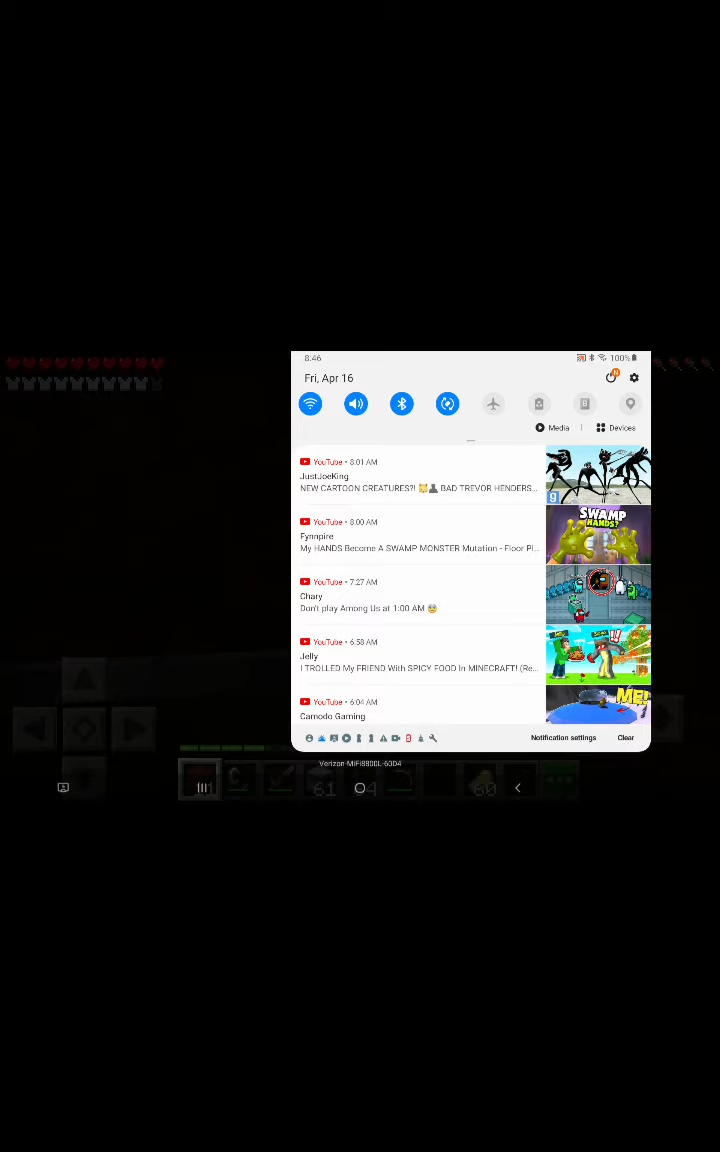 8:46
100%
Fri, Apr 16
N
Media
Devices
YouTube • 8:01 AM
JustJoeKing
NEW CARTOON CREATURES?! 😹👤 BAD TREVOR HENDERS...
YouTube • 8:00 AM
Fynnpire
My HANDS Become A SWAMP MONSTER Mutation - Floor Pl...
SWAMP
HANDS?
YouTube • 7:27 AM
Chary
Don't play Among Us at 1:00 AM 😨
YouTube • 6:58 AM
Jelly
I TROLLED My FRIEND With SPICY FOOD In MINECRAFT! (Re...
YouTube • 6:04 AM
Camodo Gaming
ME!
Notification settings
Clear
Verizon-MiFi8800L-60D4
61
60